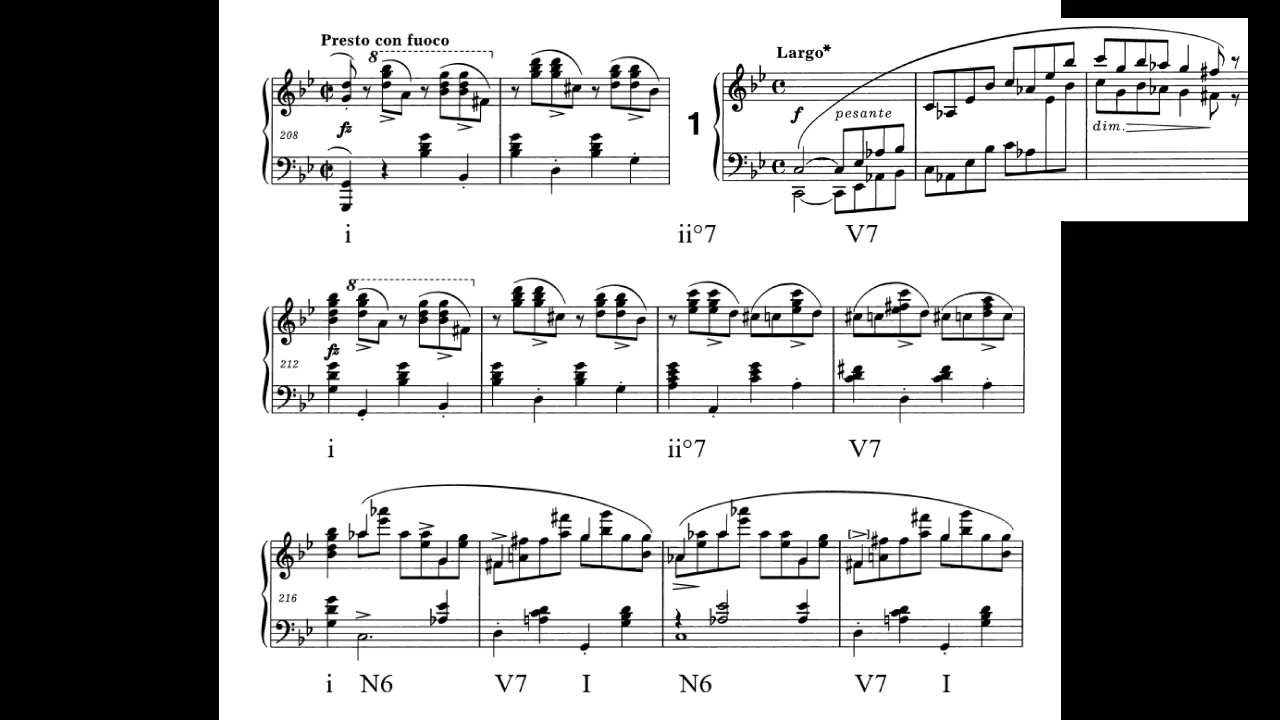 Presto con fuoco
8
fz
208
1
Largo*
f pesante
dim.
i ii°7 V7
8
fz
212
i ii°7 V7
[>]
216
i N6 V7 I N6 V7 I